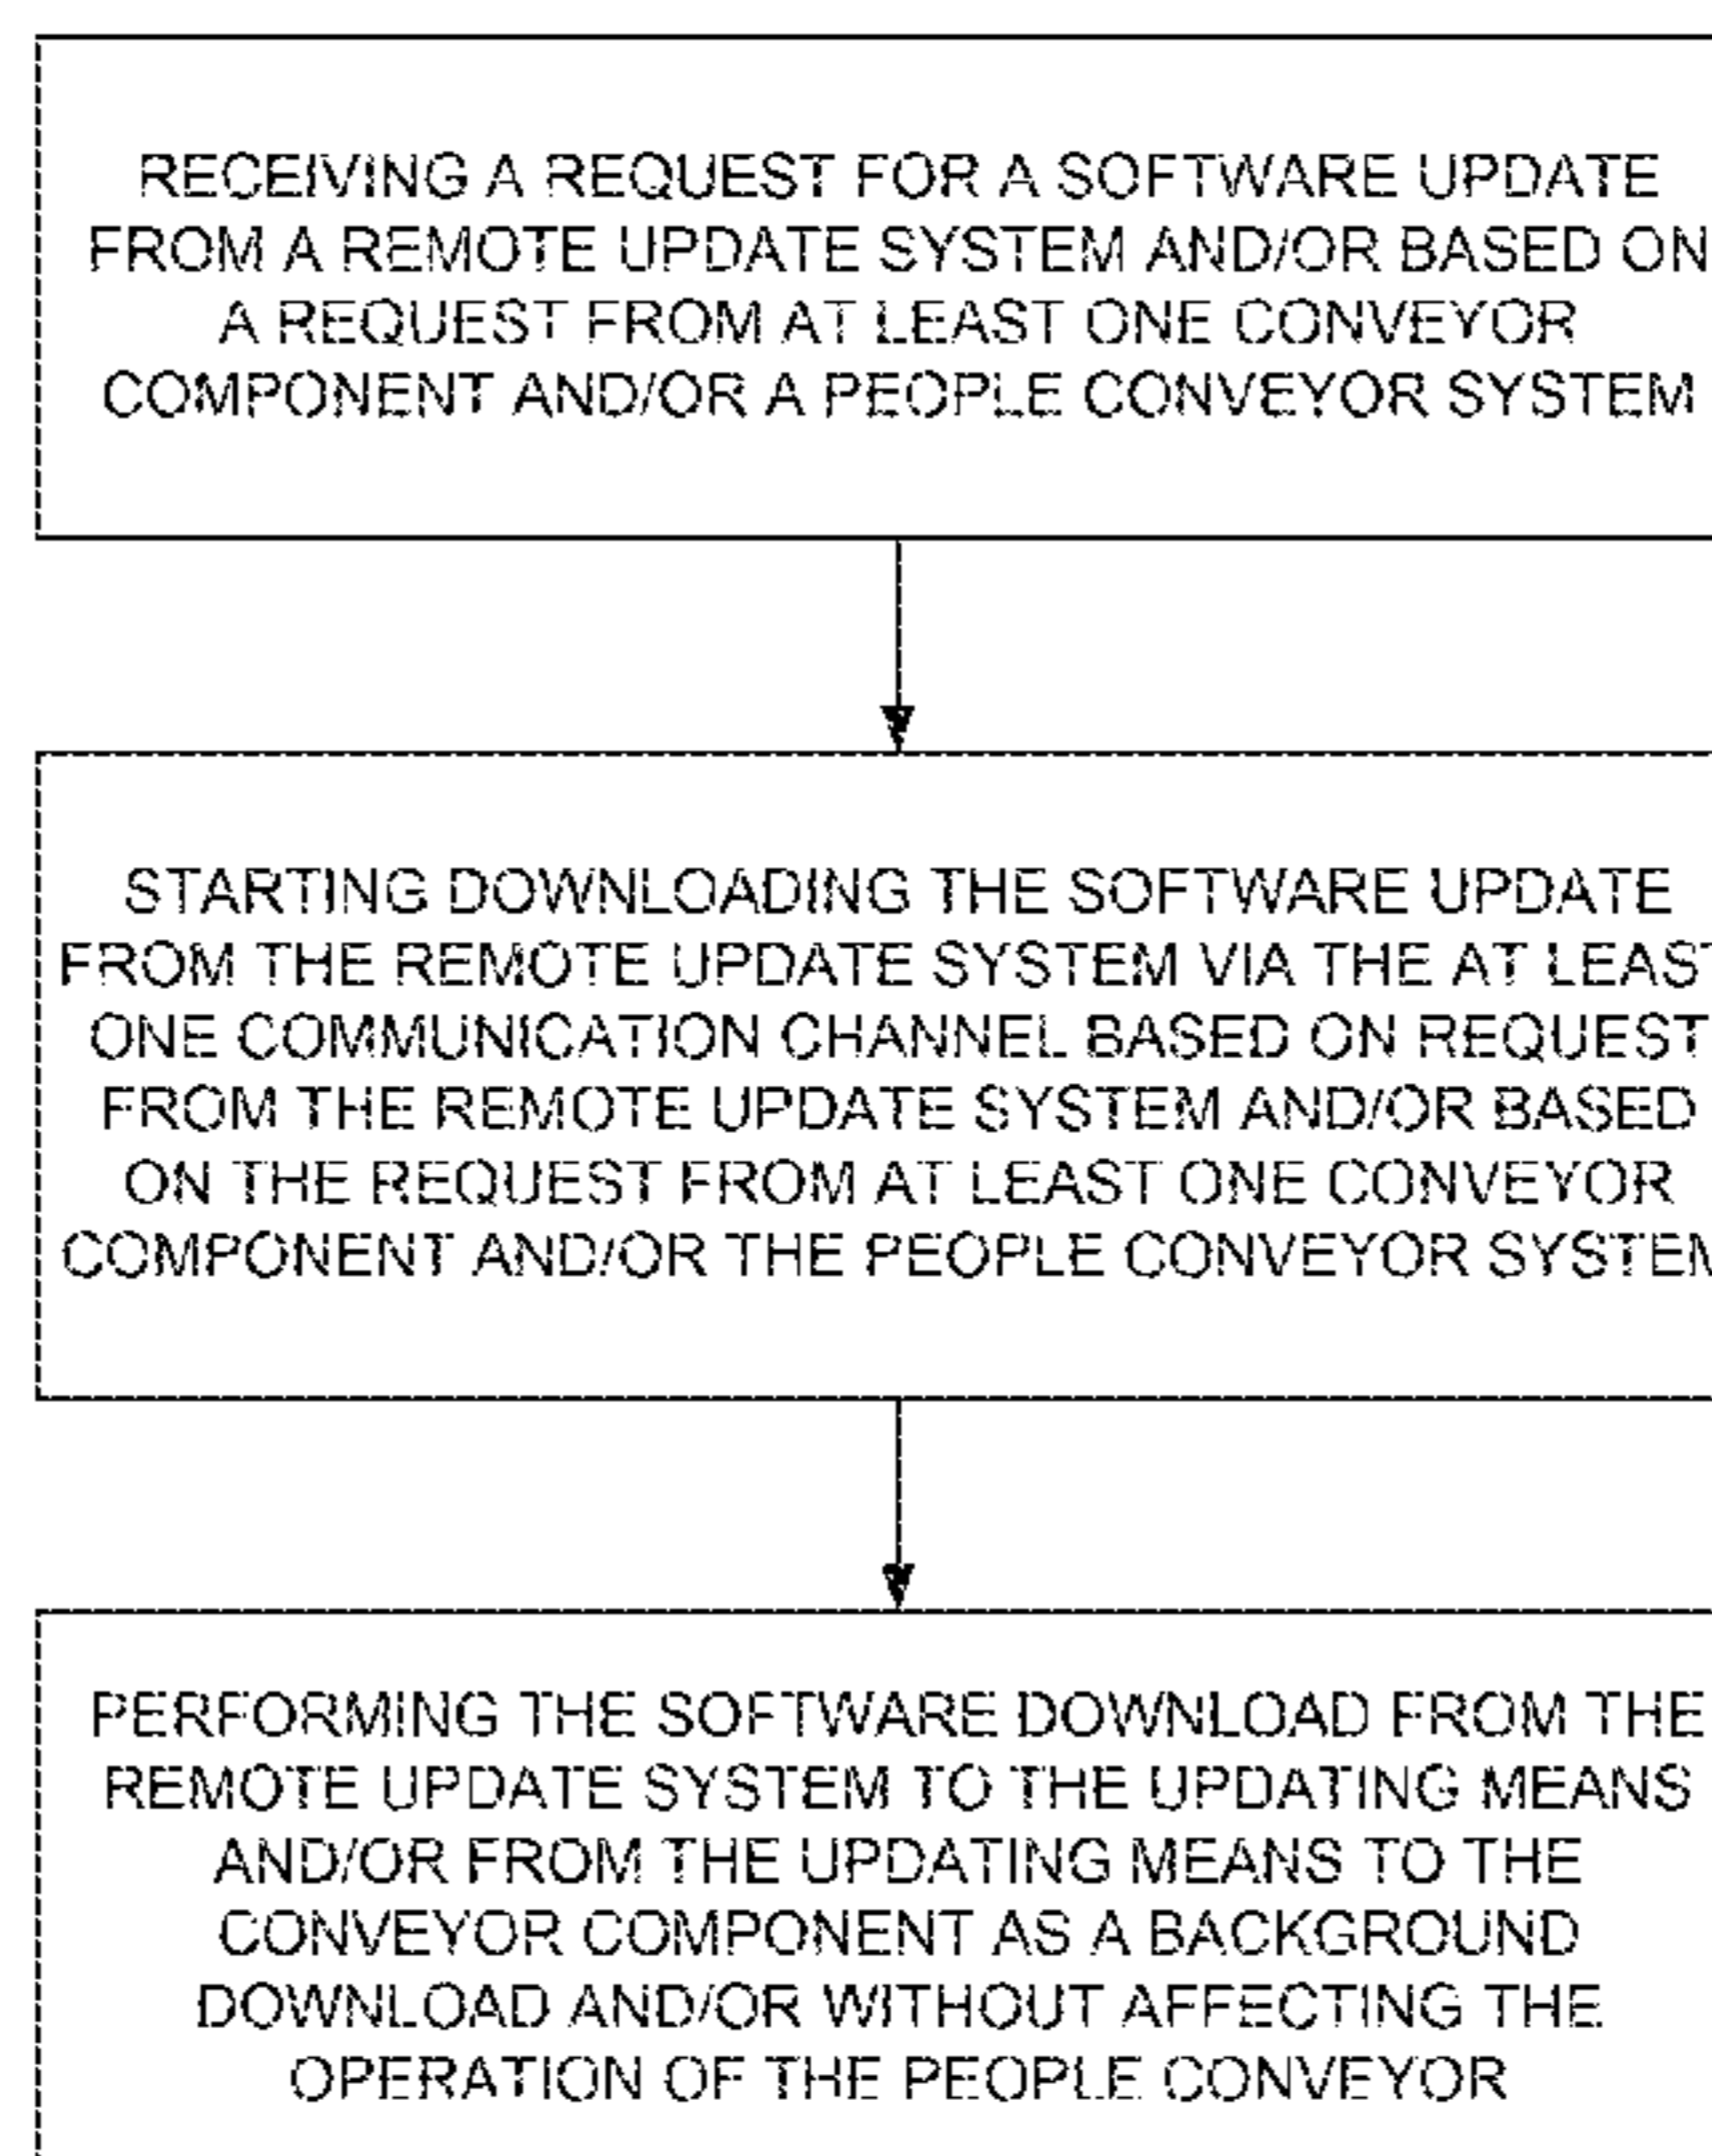 RECEIVING A REQUEST FOR A SOFTWARE UPDATE
FROM A REMOTE UPDATE SYSTEM AND/OR BASED ON
A REQUEST FROM AT LEAST ONE CONVEYOR
COMPONENT AND/OR A PEOPLE CONVEYOR SYSTEM
STARTING DOWNLOADING THE SOFTWARE UPDATE
FROM THE REMOTE UPDATE SYSTEM VIA THE AT LEAST
ONE COMMUNICATION CHANNEL BASED ON REQUEST
FROM THE REMOTE UPDATE SYSTEM AND/OR BASED
ON THE REQUEST FROM AT LEAST ONE CONVEYOR
COMPONENT AND/OR THE PEOPLE CONVEYOR SYSTEM
PERFORMING THE SOFTWARE DOWNLOAD FROM THE
REMOTE UPDATE SYSTEM TO THE UPDATING MEANS
AND/OR FROM THE UPDATING MEANS TO THE
CONVEYOR COMPONENT AS A BACKGROUND
DOWNLOAD AND/OR WITHOUT AFFECTING THE
OPERATION OF THE PEOPLE CONVEYOR